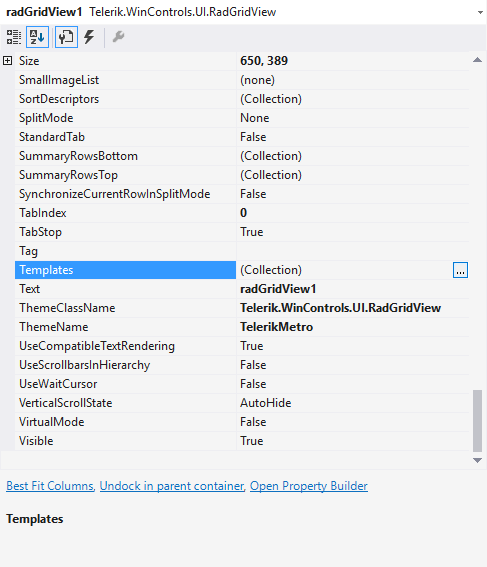 radGridView1 Telerik.WinControls.UI.RadGridView
Size 650, 389
SmallImageList (none)
SortDescriptors (Collection)
SplitMode None
StandardTab False
SummaryRowsBottom (Collection)
SummaryRowsTop (Collection)
SynchronizeCurrentRowInSplitMode False
TabIndex 0
TabStop True
Tag
Templates (Collection) ...
Text radGridView1
ThemeClassName Telerik.WinControls.UI.RadGridView
ThemeName TelerikMetro
UseCompatibleTextRendering True
UseScrollbarsInHierarchy False
UseWaitCursor False
VerticalScrollState AutoHide
VirtualMode False
Visible True
Best Fit Columns, Undock in parent container, Open Property Builder
Templates